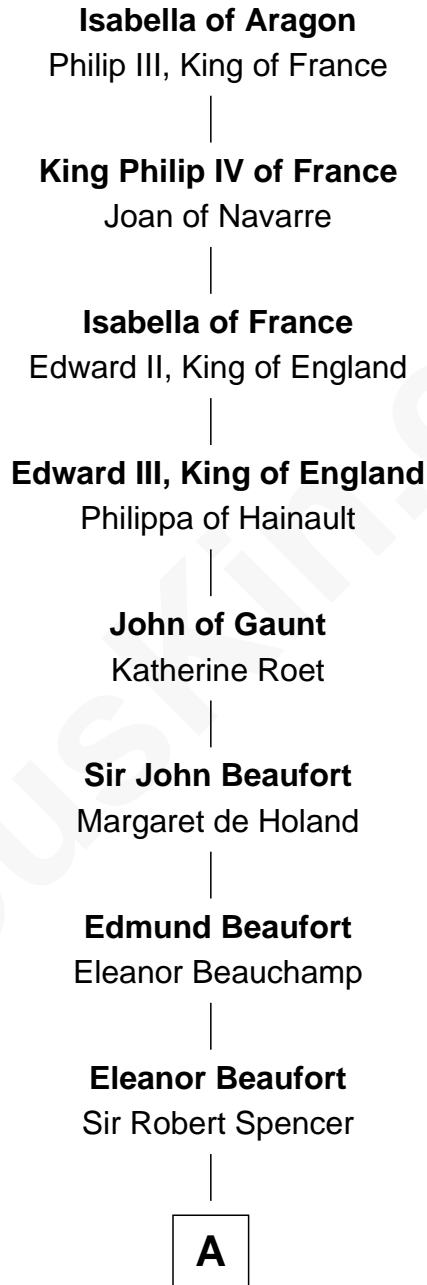 Isabella of Aragon
Philip III, King of France
King Philip IV of France
Joan of Navarre
Isabella of France
Edward II, King of England
Edward III, King of England
Philippa of Hainault
John of Gaunt
Katherine Roet
Sir John Beaufort
Margaret de Holand
Edmund Beaufort
Eleanor Beauchamp
Eleanor Beaufort
Sir Robert Spencer
A